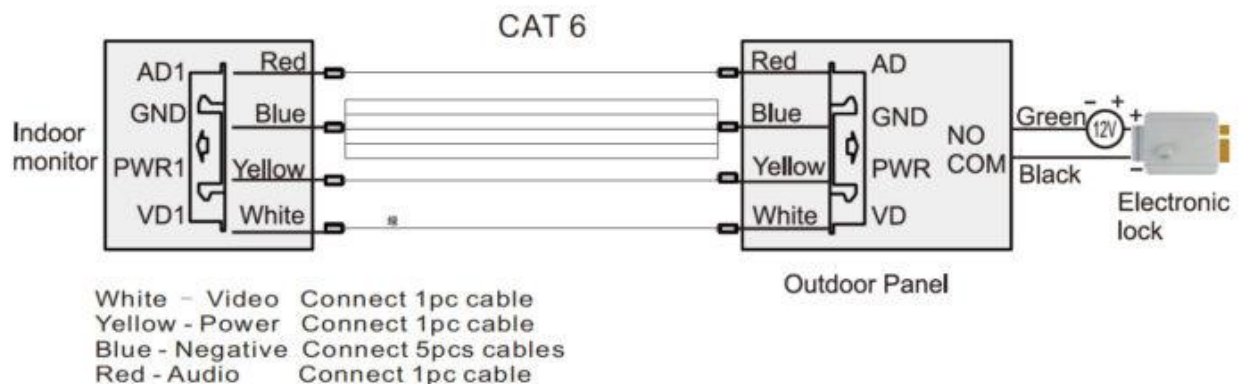 CAT 6
Indoor
monitor
AD1
Red
GND
Blue
PWR1
Yellow
VD1
White
Red
AD
Blue
GND
Yellow
PWR
White
VD
NO
COM
Green
- +
12V
+
-
Black
Electronic
lock
Outdoor Panel
White - Video Connect 1pc cable
Yellow - Power Connect 1pc cable
Blue - Negative Connect 5pcs cables
Red - Audio Connect 1pc cable